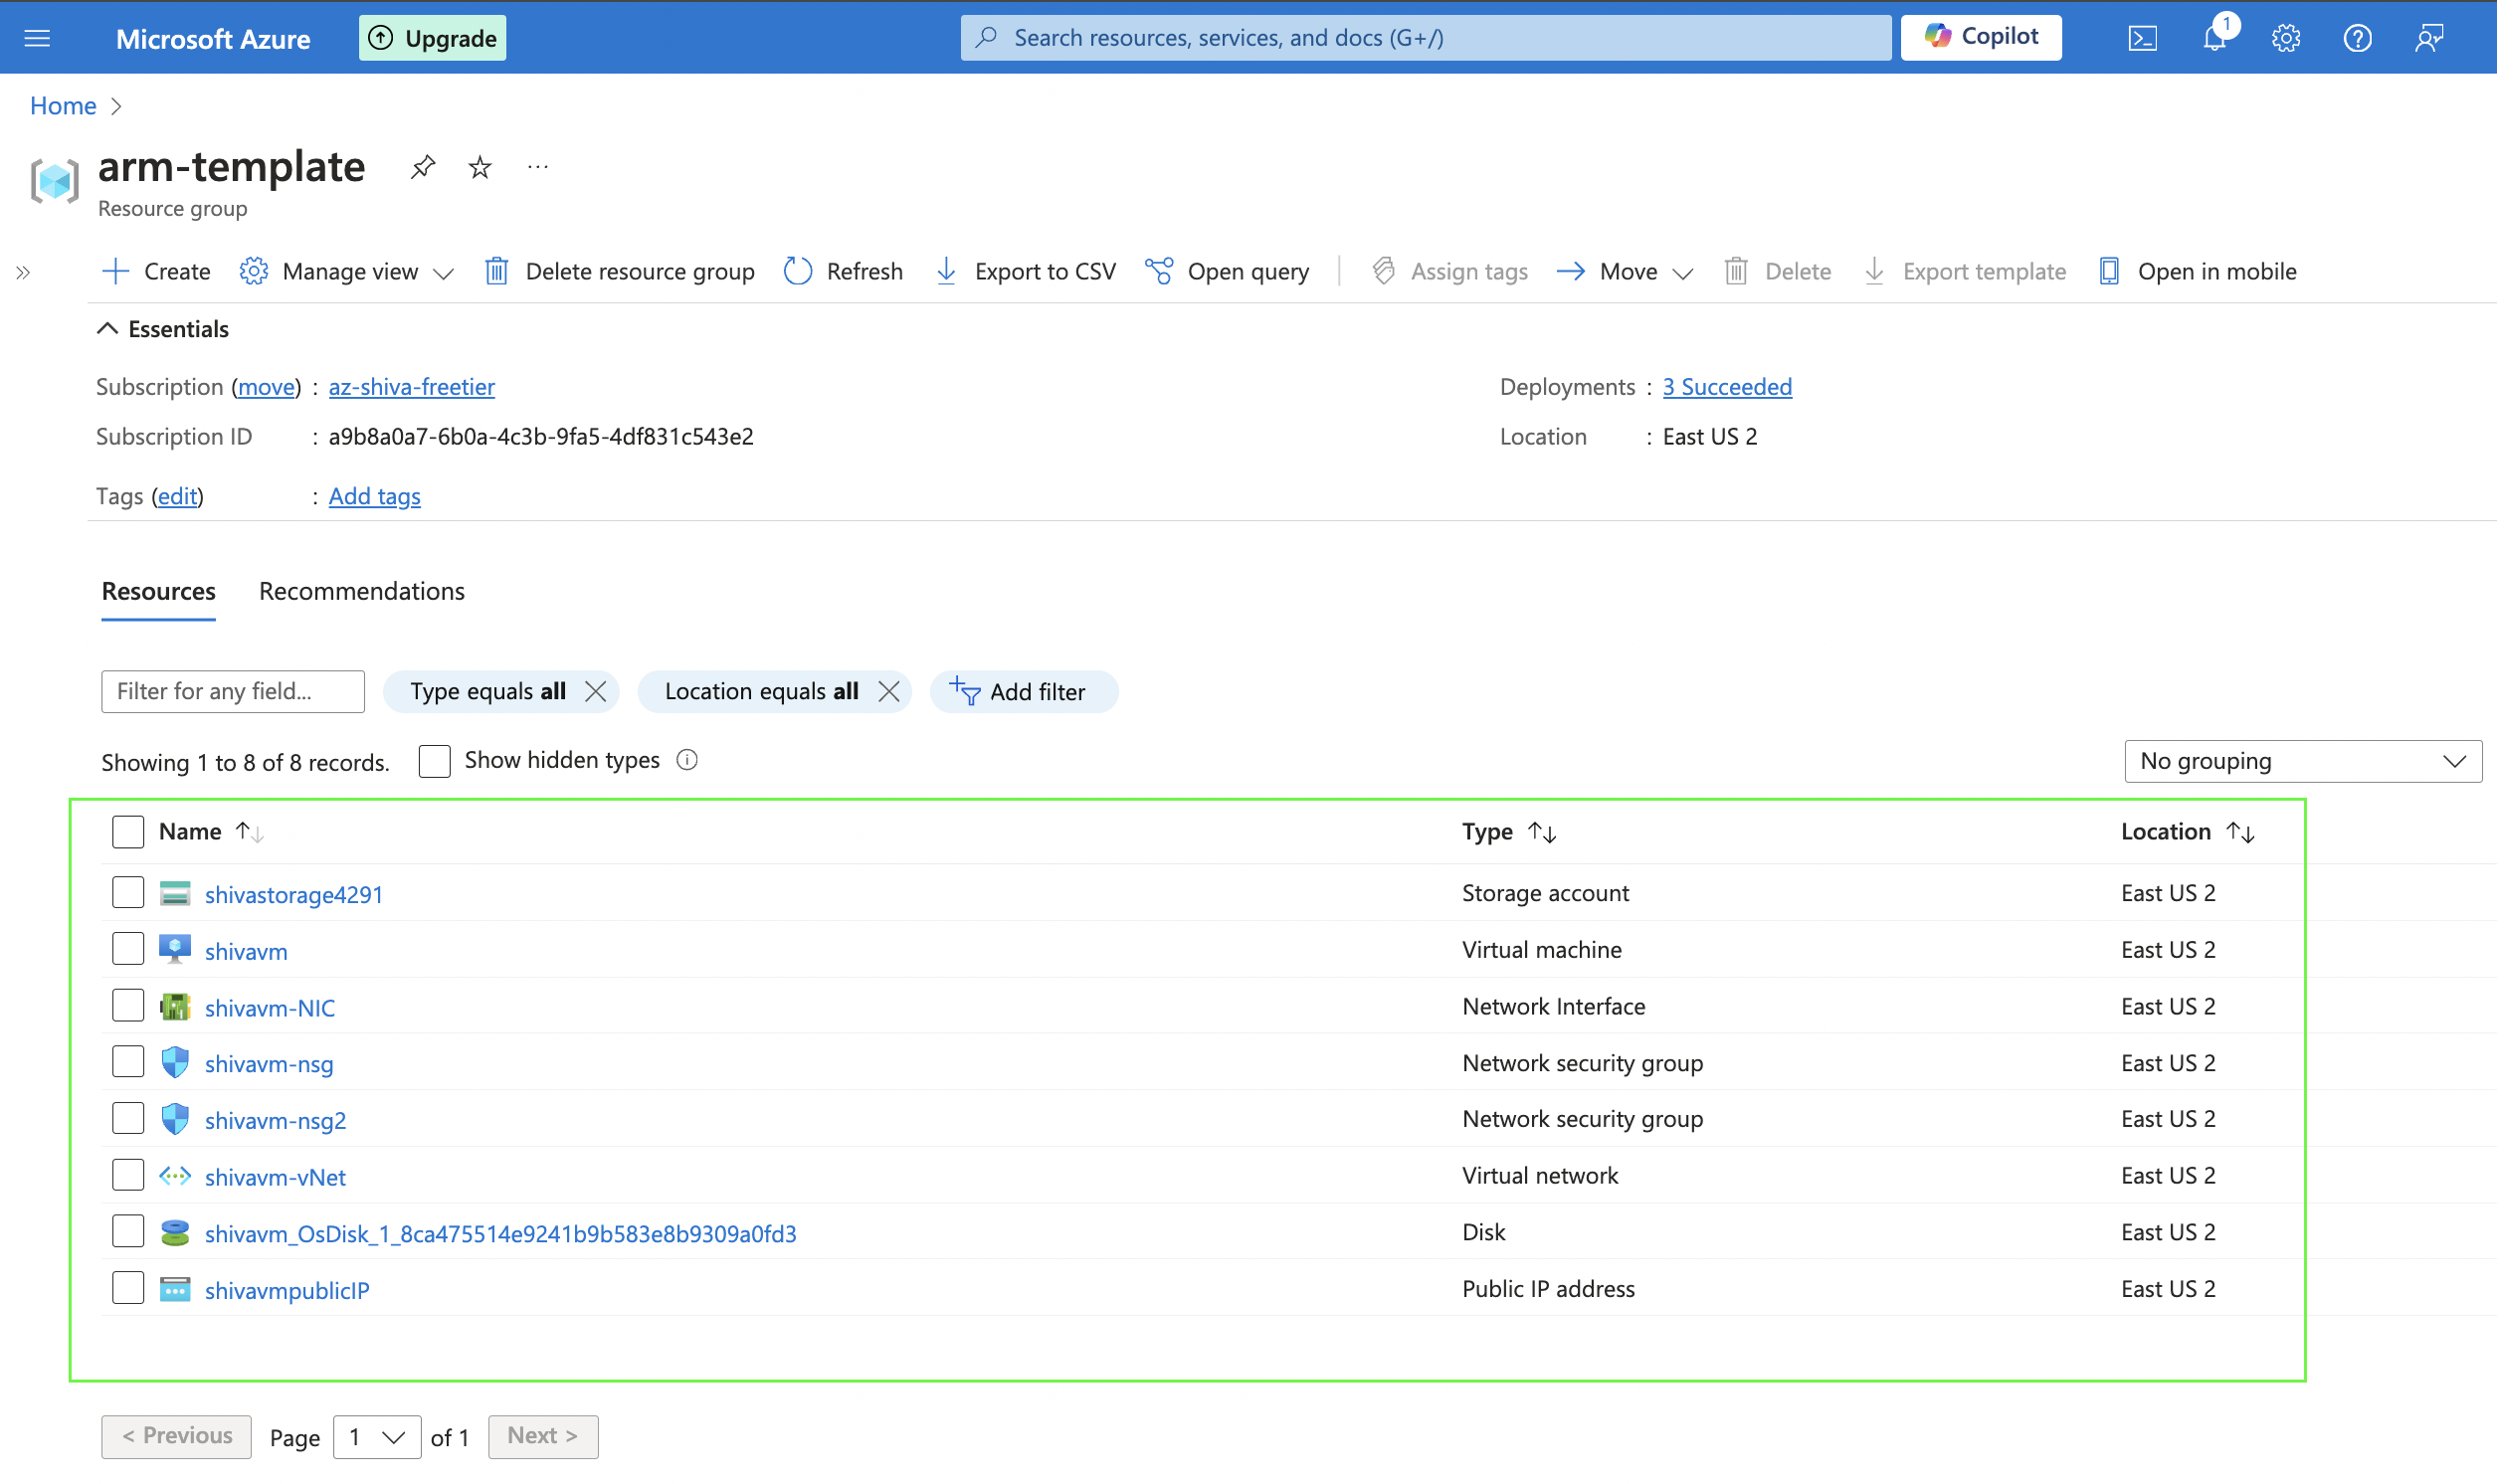 Microsoft Azure Upgrade Search resources, services, and docs (G+/) Copilot 1
Home
arm-template
Resource group
Create Manage view Delete resource group Refresh Export to CSV Open query Assign tags Move Delete Export template Open in mobile
Essentials
Subscription (move) : az-shiva-freetier Deployments : 3 Succeeded
Subscription ID : a9b8a0a7-6b0a-4c3b-9fa5-4df831c543e2 Location : East US 2
Tags (edit) : Add tags
Resources Recommendations
Filter for any field... Type equals all Location equals all Add filter
Showing 1 to 8 of 8 records. Show hidden types No grouping
Name Type Location
shivastorage4291 Storage account East US 2
shivavm Virtual machine East US 2
shivavm-NIC Network Interface East US 2
shivavm-nsg Network security group East US 2
shivavm-nsg2 Network security group East US 2
shivavm-vNet Virtual network East US 2
shivavm_OsDisk_1_8ca475514e9241b9b583e8b9309a0fd3 Disk East US 2
shivavmpublicIP Public IP address East US 2
< Previous Page 1 of 1 Next >